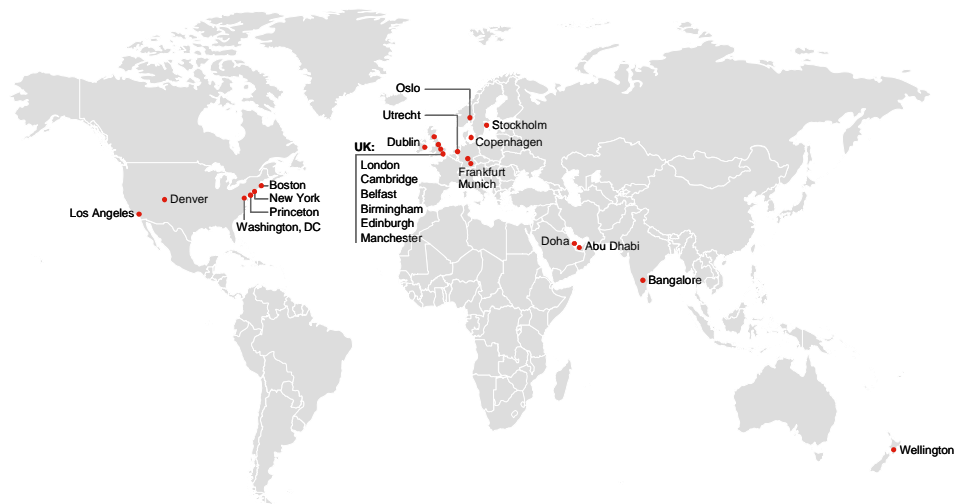 Oslo
Utrecht
Stockholm
Dublin
Copenhagen
UK:
London
Cambridge
Belfast
Birmingham
Edinburgh
Manchester
Frankfurt
Munich
Boston
New York
Princeton
Washington, DC
Denver
Los Angeles
Doha
Abu Dhabi
Bangalore
Wellington